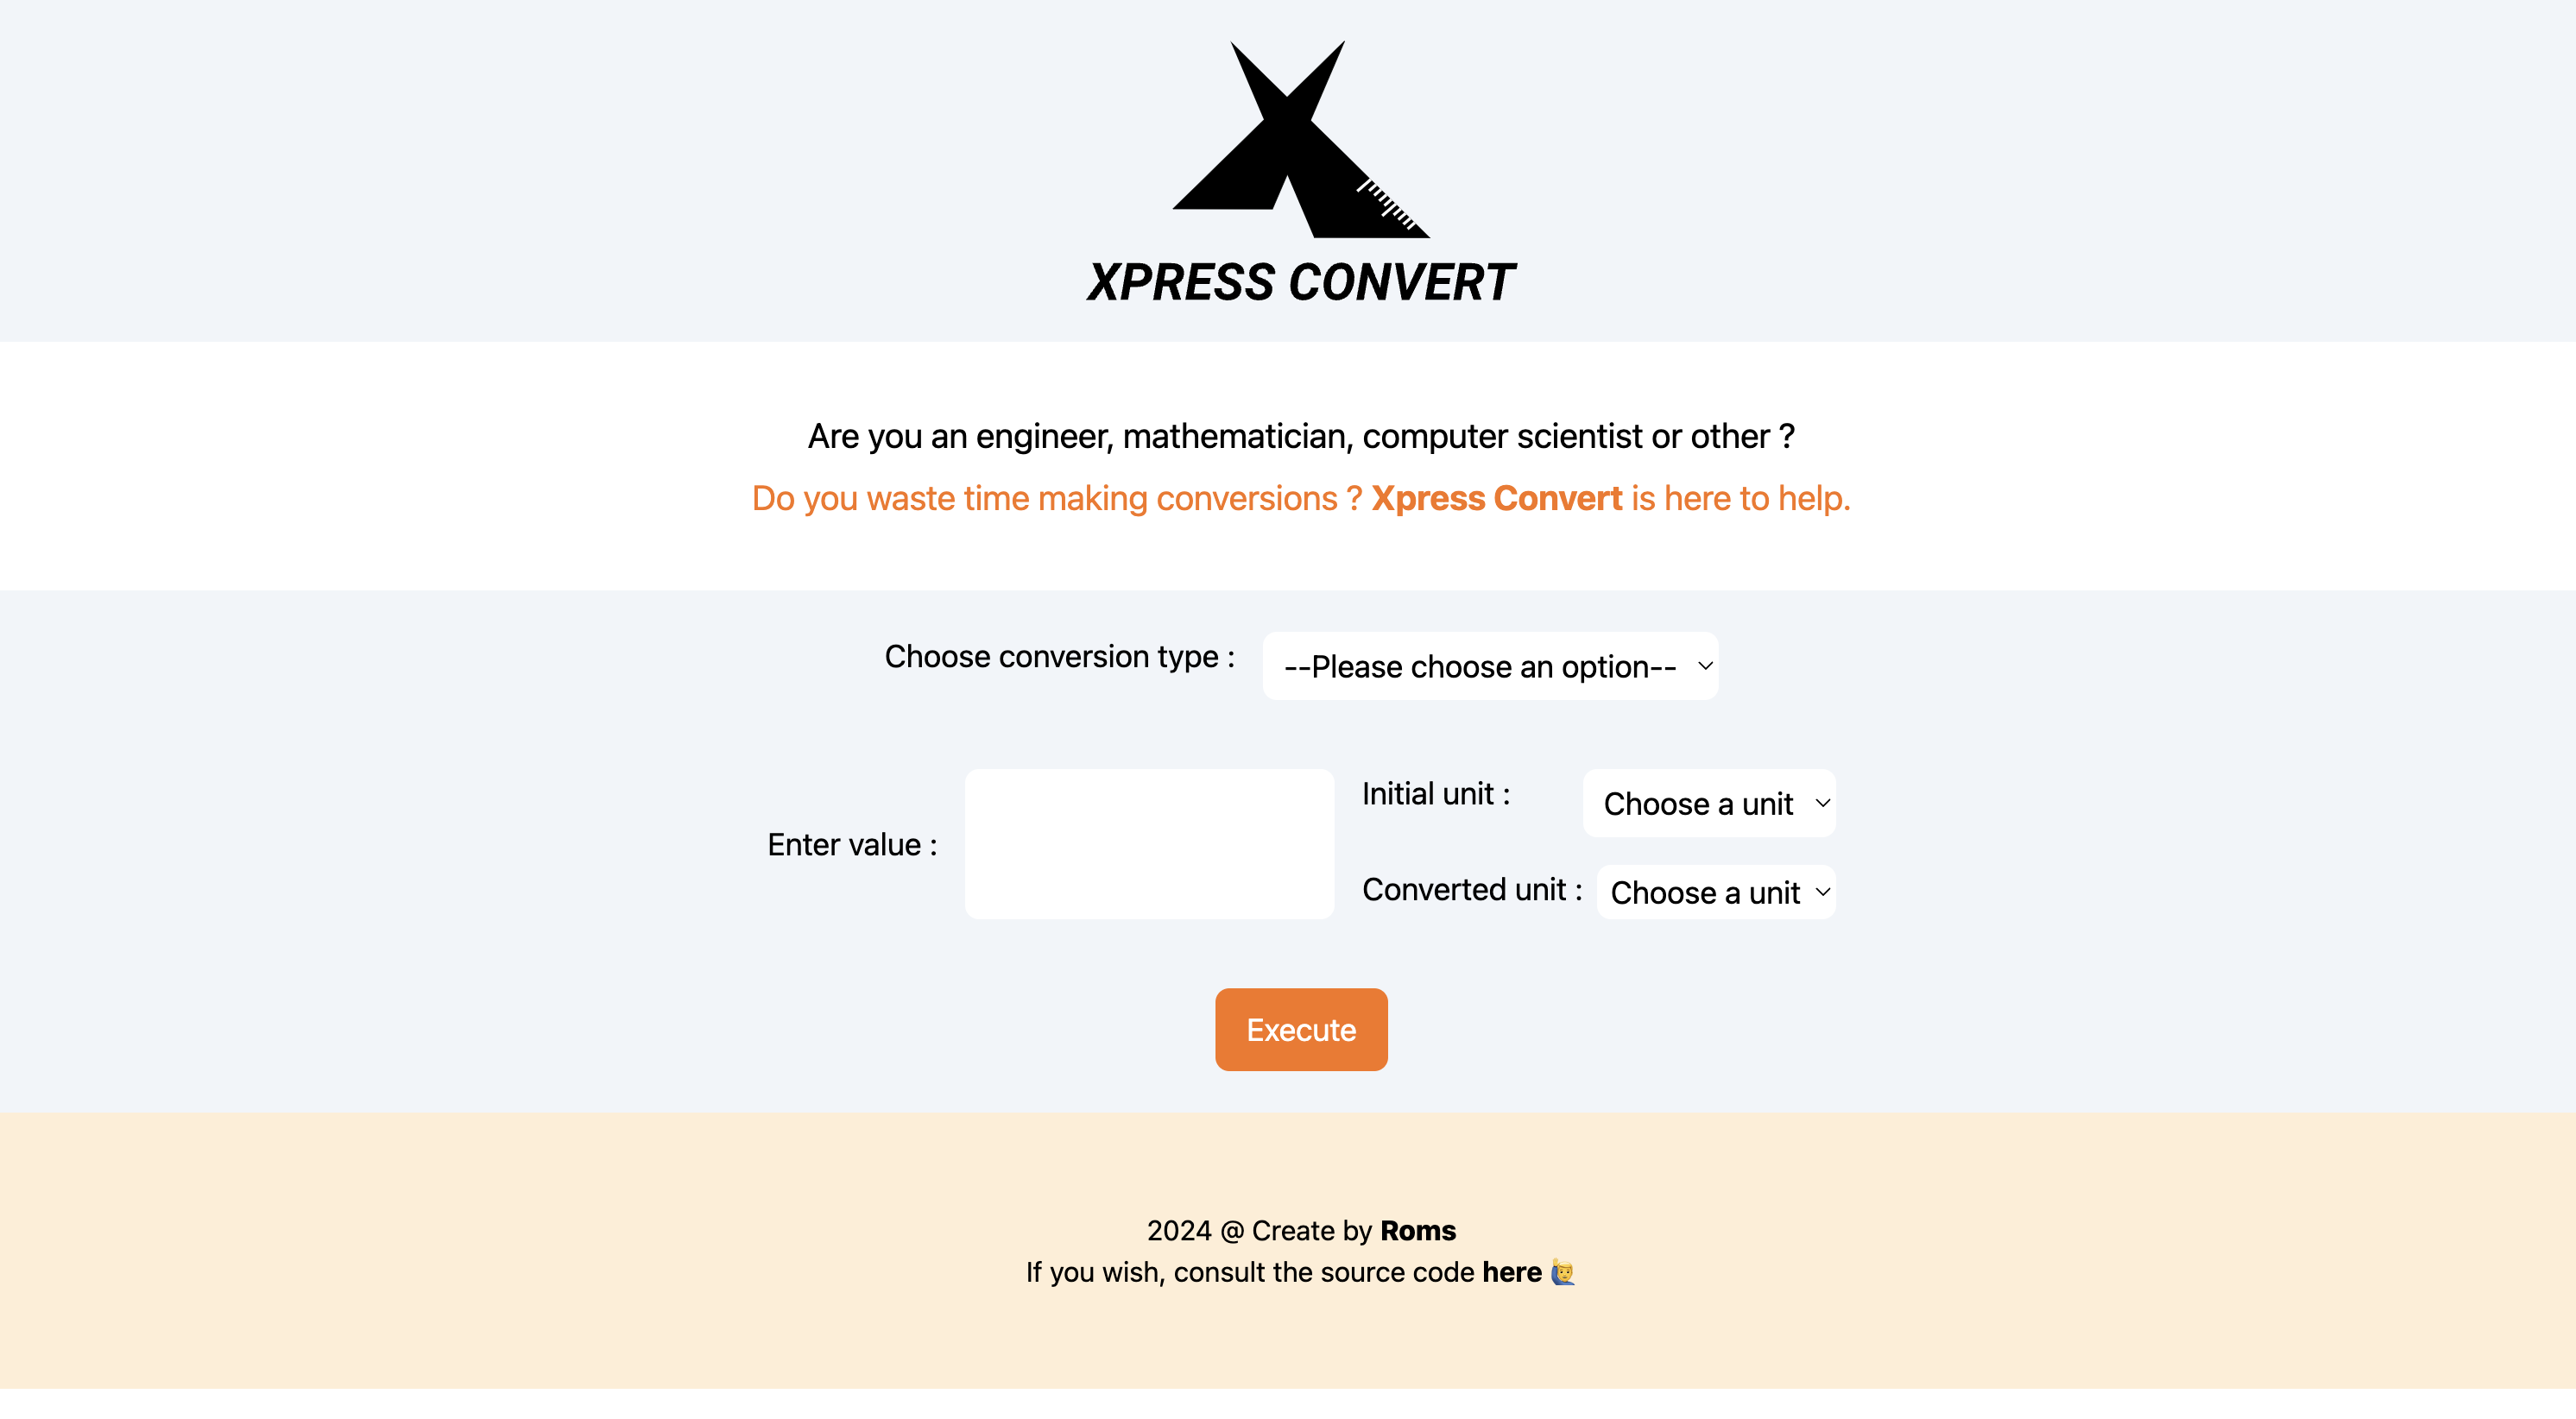 XPRESS CONVERT
Are you an engineer, mathematician, computer scientist or other ?
Do you waste time making conversions ? Xpress Convert is here to help.
Choose conversion type : --Please choose an option--
Enter value :
Initial unit : Choose a unit
Converted unit : Choose a unit
Execute
2024 @ Create by Roms
If you wish, consult the source code here 🙋‍♂️